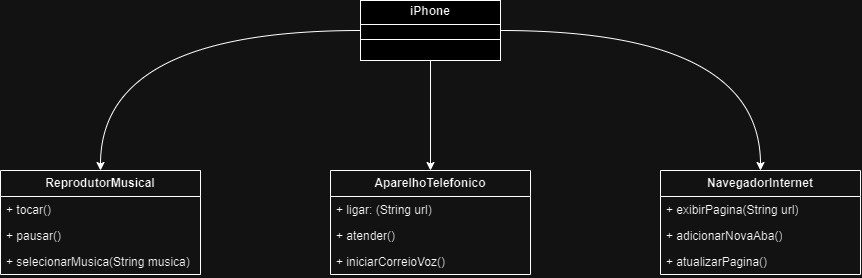 iPhone
ReprodutorMusical
+ tocar()
+ pausar()
+ selecionarMusica(String musica)
AparelhoTelefonico
+ ligar: (String url)
+ atender()
+ iniciarCorreioVoz()
NavegadorInternet
+ exibirPagina(String url)
+ adicionarNovaAba()
+ atualizarPagina()